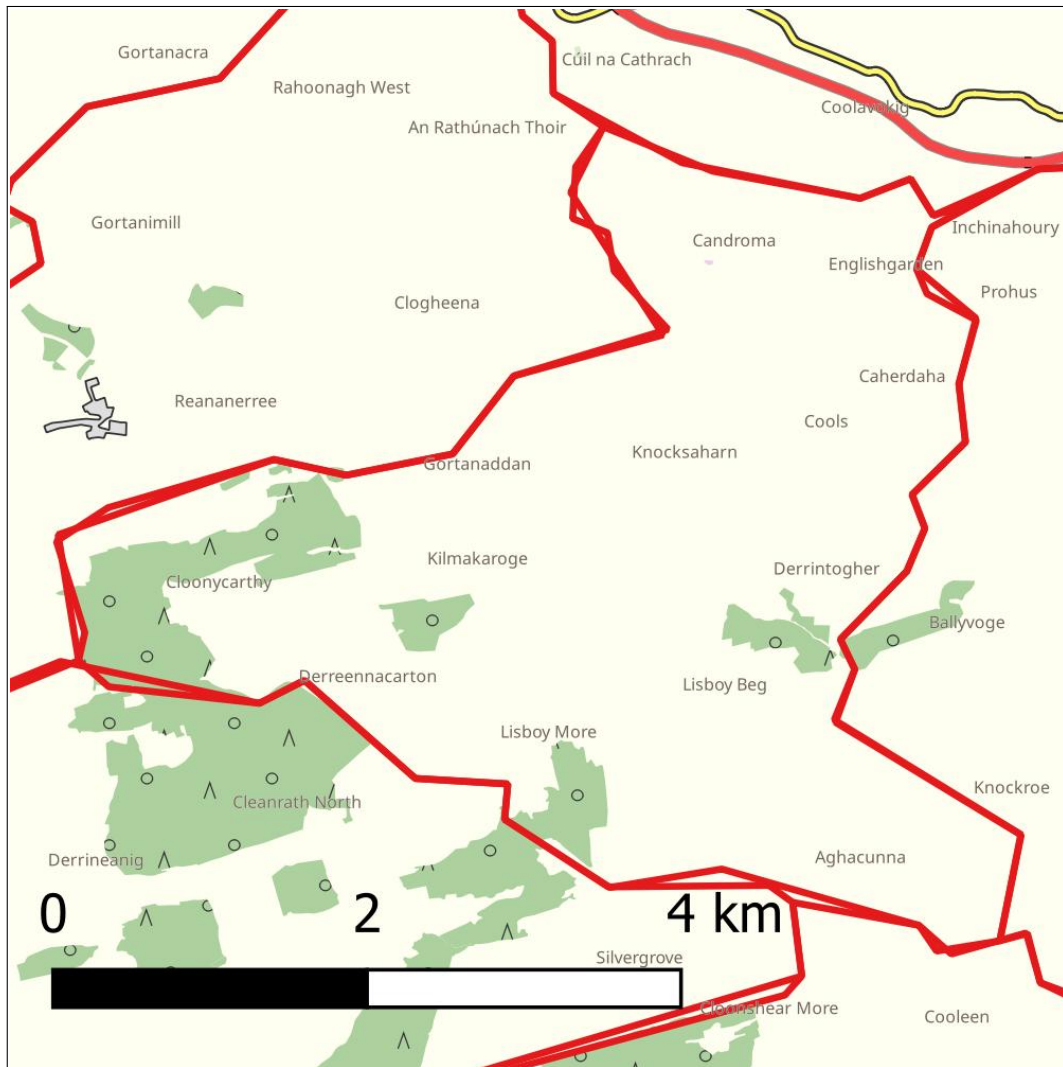 Gortanacra
Cúil na Cathrach
Rahoonagh West
Coolavokig
An Rathúnach Thoir
Gortanimill
Inchinahoury
Candroma
Englishgarden
Prohus
Clogheena
Caherdaha
Reananerree
Cools
Knocksaharn
Gortanaddan
Kilmakaroge
Derrintogher
Cloonycarthy
Ballyvoge
Derreennacarton
Lisboy Beg
Lisboy More
Knockroe
Cleanrath North
Aghacunna
Derrineanig
0 2 4 km
Silvergrove
Cloonshear More
Cooleen